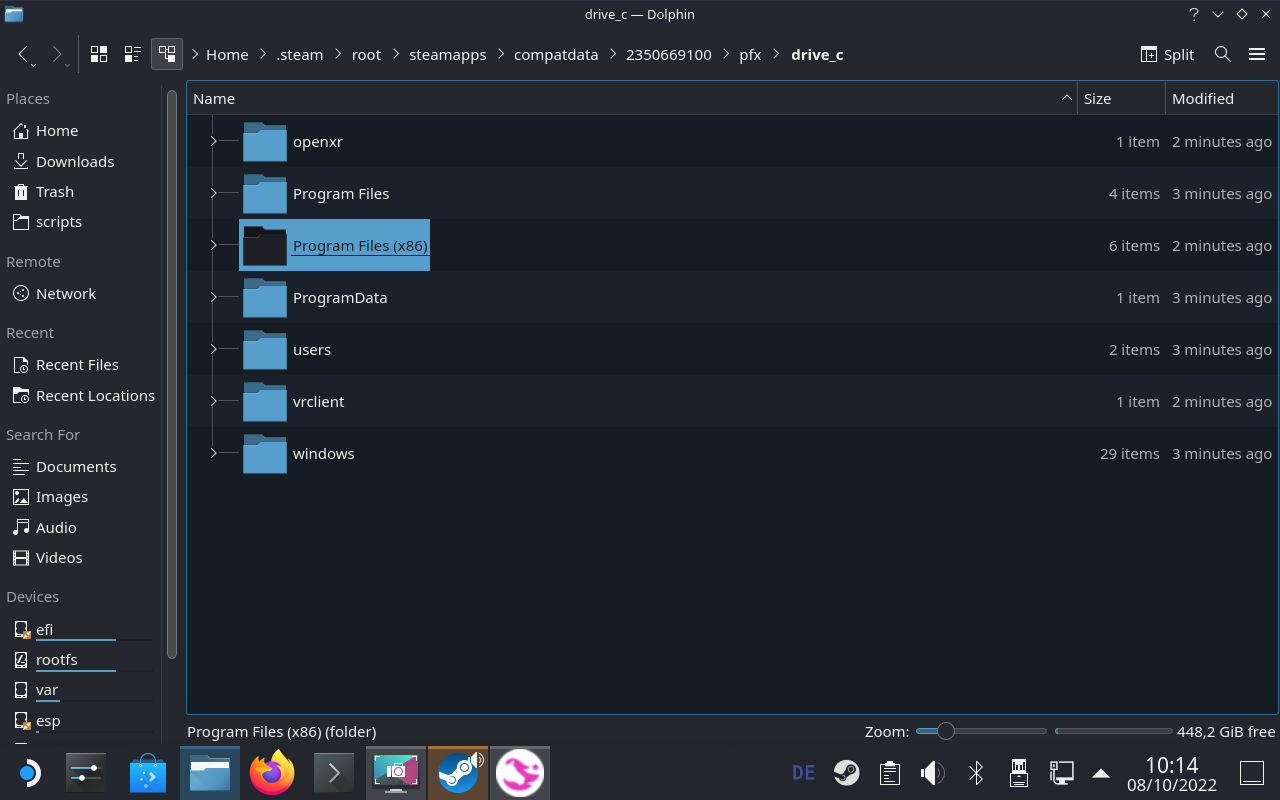 drive_c — Dolphin
Home .steam root steamapps compatdata 2350669100 pfx drive_c Split
Places
Home
Downloads
Trash
scripts
Remote
Network
Recent
Recent Files
Recent Locations
Search For
Documents
Images
Audio
Videos
Devices
efi
rootfs
var
esp
Name Size Modified
openxr 1 item 2 minutes ago
Program Files 4 items 3 minutes ago
Program Files (x86) 6 items 2 minutes ago
ProgramData 1 item 3 minutes ago
users 2 items 3 minutes ago
vrclient 1 item 2 minutes ago
windows 29 items 3 minutes ago
Program Files (x86) (folder) Zoom: 448,2 GiB free
DE 10:14
08/10/2022